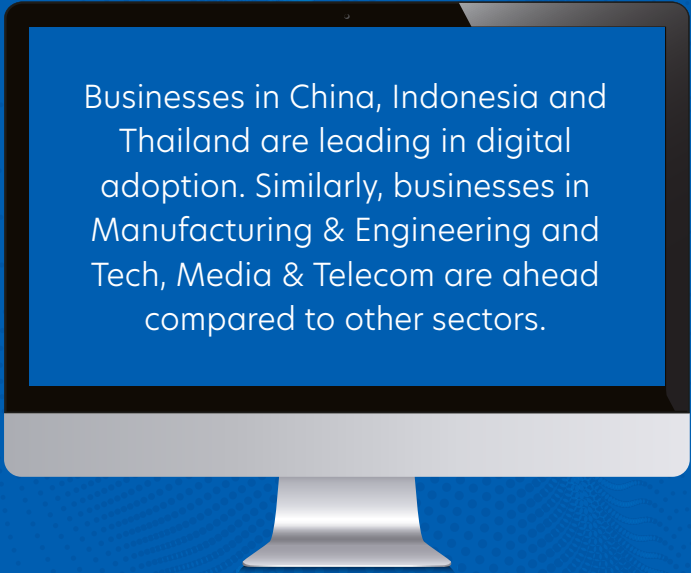 Businesses in China, Indonesia and
Thailand are leading in digital
adoption. Similarly, businesses in
Manufacturing & Engineering and
Tech, Media & Telecom are ahead
compared to other sectors.